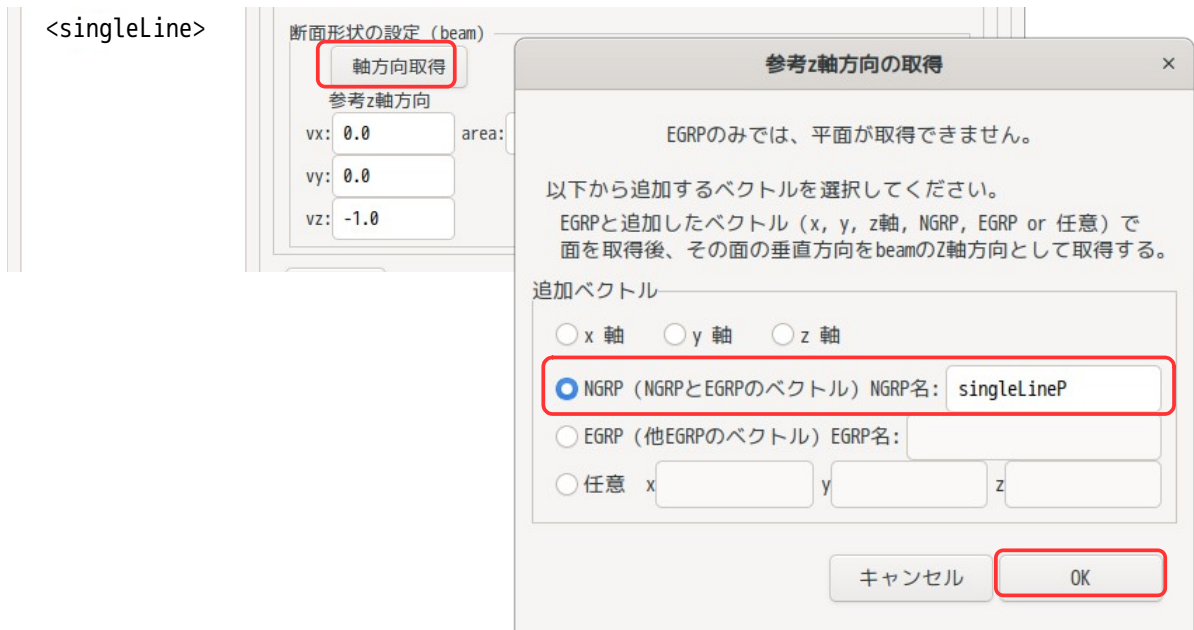 <singleLine>
断面形状の設定 (beam)
軸方向取得
参考z軸方向
vx: 0.0 area:
vy: 0.0
vz: -1.0
参考z軸方向の取得 ×
EGRPのみでは、平面が取得できません。
以下から追加するベクトルを選択してください。
EGRPと追加したベクトル (x, y, z軸, NGRP, EGRP or 任意) で
面を取得後、その面の垂直方向をbeamのZ軸方向として取得する。
追加ベクトル
x 軸 y 軸 z 軸
NGRP (NGRPとEGRPのベクトル) NGRP名: singleLineP
EGRP (他EGRPのベクトル) EGRP名:
任意 x y z
キャンセル OK